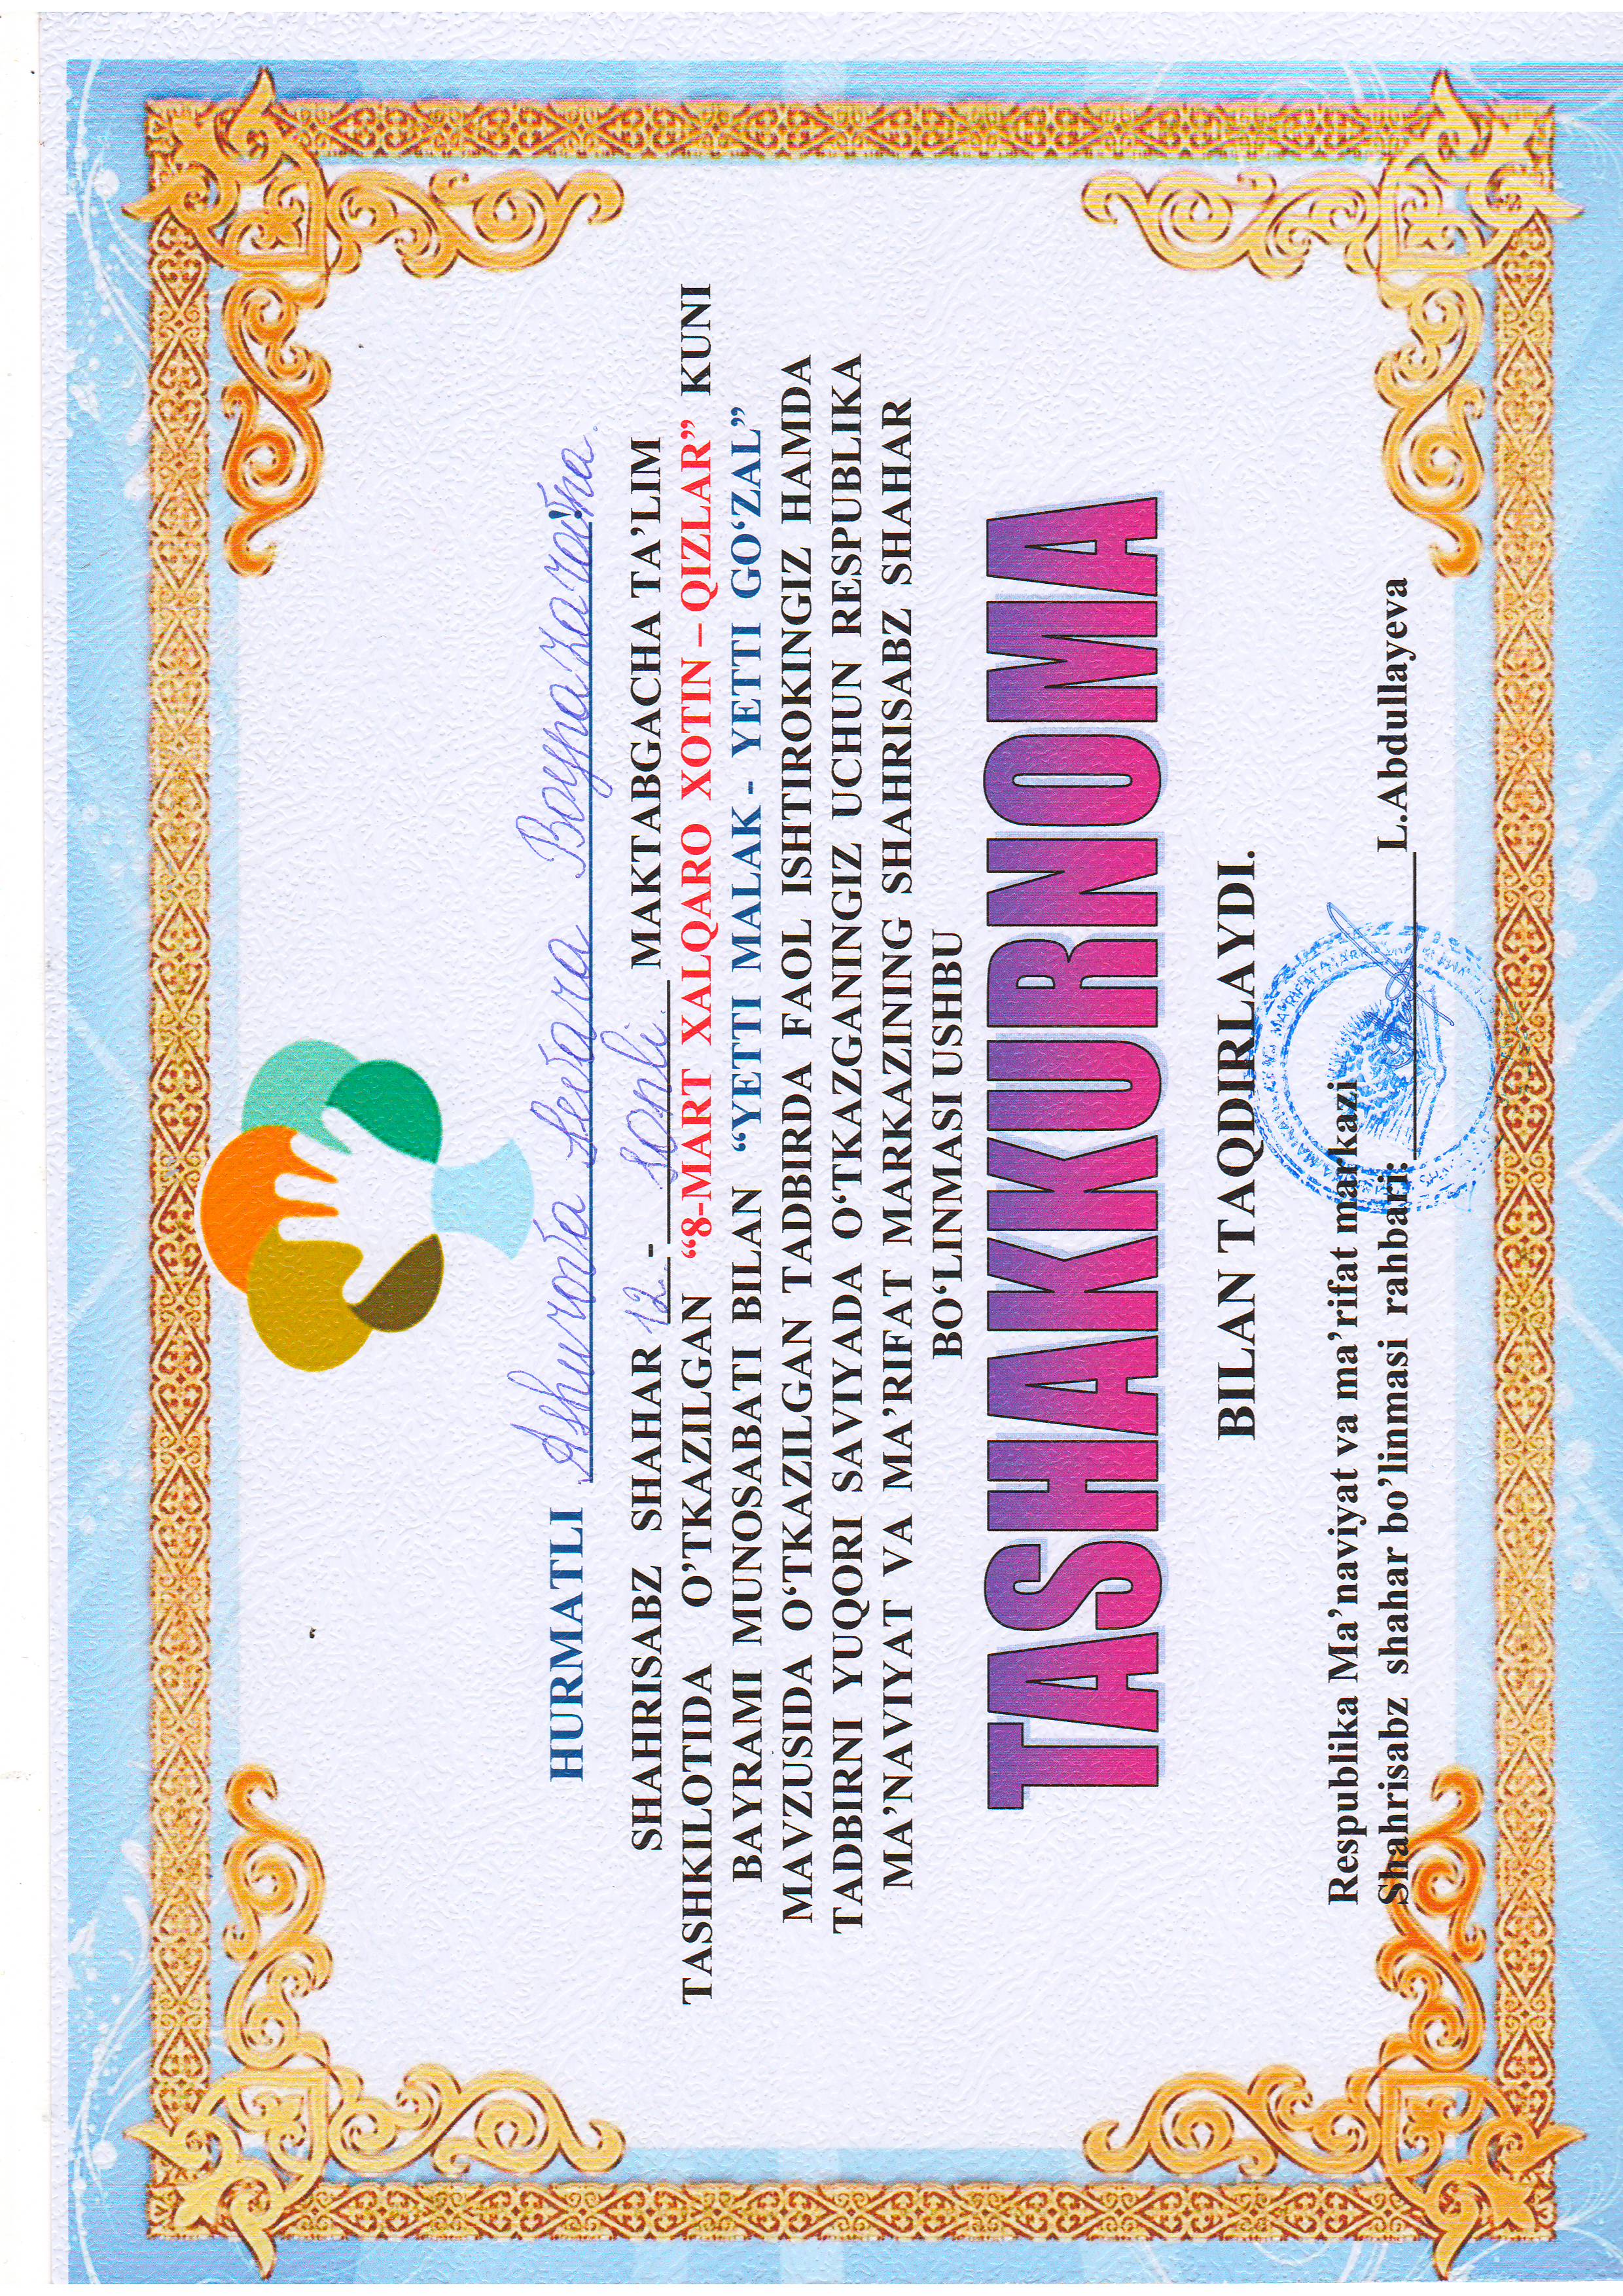 HURMATLI Ashurova Sevara Boynazarovna.!
SHAHRISABZ SHAHAR 12 - sonli MAKTABGACHA TA’LIM
TASHKILOTIDA O’TKAZILGAN “8-MART XALQARO XOTIN – QIZLAR” KUNI
BAYRAMI MUNOSABATI BILAN “YETTI MALAK - YETTI GO‘ZAL”
MAVZUSIDA O‘TKAZILGAN TADBIRDA FAOL ISHTIROKINGIZ HAMDA
TADBIRNI YUQORI SAVIYADA O‘TKAZGANINGIZ UCHUN RESPUBLIKA
MA’NAVIYAT VA MA’RIFAT MARKAZINING SHAHRISABZ SHAHAR
BO‘LINMASI USHBU
TASHAKKURNOMA
BILAN TAQDIRLAYDI.
Respublika Ma’naviyat va ma’rifat markazi
Shahrisabz shahar bo’linmasi rahbari: L.Abdullayeva